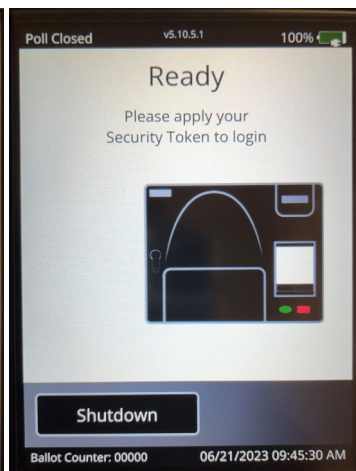 Poll Closed v5.10.5.1 100%
Ready
Please apply your
Security Token to login
Shutdown
Ballot Counter: 00000 06/21/2023 09:45:30 AM